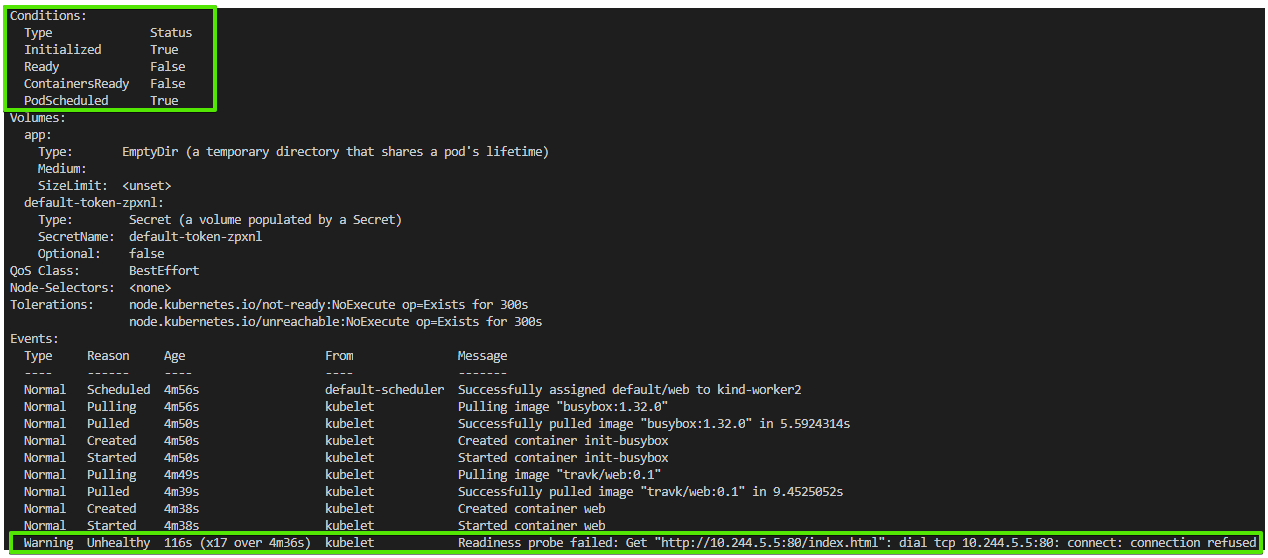 Conditions:
  Type              Status
  Initialized       True
  Ready             False
  ContainersReady   False
  PodScheduled      True
Volumes:
  app:
    Type:       EmptyDir (a temporary directory that shares a pod's lifetime)
    Medium:
    SizeLimit:  <unset>
  default-token-zpxnl:
    Type:        Secret (a volume populated by a Secret)
    SecretName:  default-token-zpxnl
    Optional:    false
QoS Class:       BestEffort
Node-Selectors:  <none>
Tolerations:     node.kubernetes.io/not-ready:NoExecute op=Exists for 300s
                 node.kubernetes.io/unreachable:NoExecute op=Exists for 300s
Events:
  Type     Reason     Age                    From               Message
  ----     ------     ----                   ----               -------
  Normal   Scheduled  4m56s                  default-scheduler  Successfully assigned default/web to kind-worker2
  Normal   Pulling    4m56s                  kubelet            Pulling image "busybox:1.32.0"
  Normal   Pulled     4m50s                  kubelet            Successfully pulled image "busybox:1.32.0" in 5.5924314s
  Normal   Created    4m50s                  kubelet            Created container init-busybox
  Normal   Started    4m50s                  kubelet            Started container init-busybox
  Normal   Pulling    4m49s                  kubelet            Pulling image "travk/web:0.1"
  Normal   Pulled     4m39s                  kubelet            Successfully pulled image "travk/web:0.1" in 9.4525052s
  Normal   Created    4m38s                  kubelet            Created container web
  Normal   Started    4m38s                  kubelet            Started container web
  Warning  Unhealthy  116s (x17 over 4m36s)  kubelet            Readiness probe failed: Get "http://10.244.5.5:80/index.html": dial tcp 10.244.5.5:80: connect: connection refused